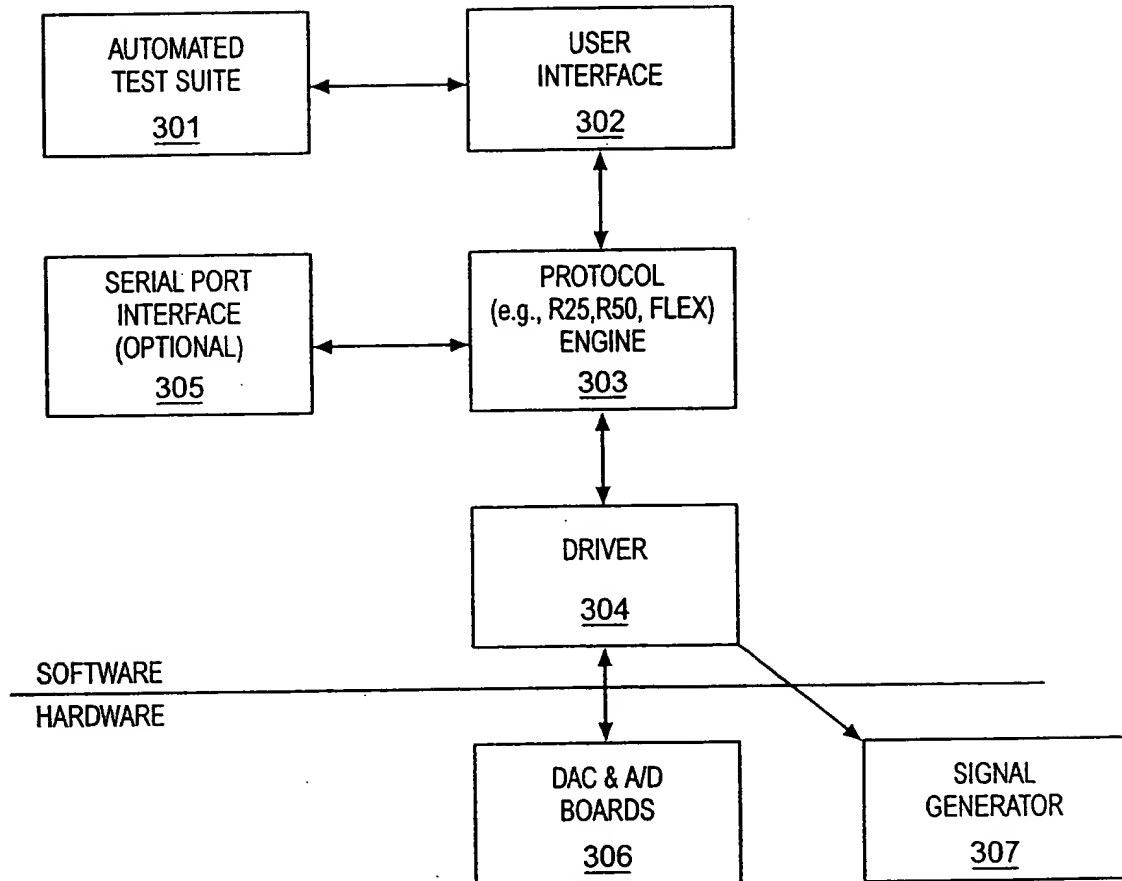 AUTOMATED
TEST SUITE
301
USER
INTERFACE
302
SERIAL PORT
INTERFACE
(OPTIONAL)
305
PROTOCOL
(e.g., R25,R50, FLEX)
ENGINE
303
DRIVER
304
SOFTWARE
HARDWARE
DAC & A/D
BOARDS
306
SIGNAL
GENERATOR
307